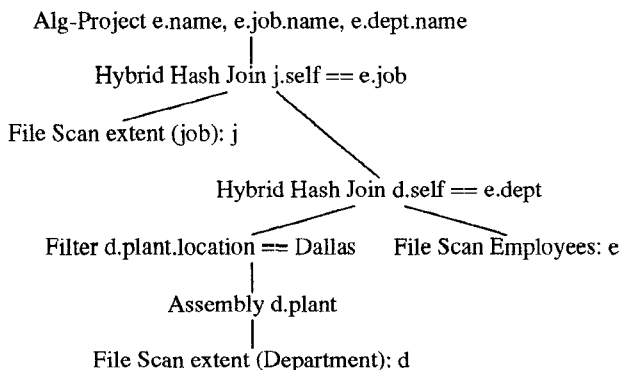 Alg-Project e.name, e.job.name, e.dept.name
Hybrid Hash Join j.self == e.job
File Scan extent (job): j
Hybrid Hash Join d.self == e.dept
Filter d.plant.location == Dallas
File Scan Employees: e
Assembly d.plant
File Scan extent (Department): d